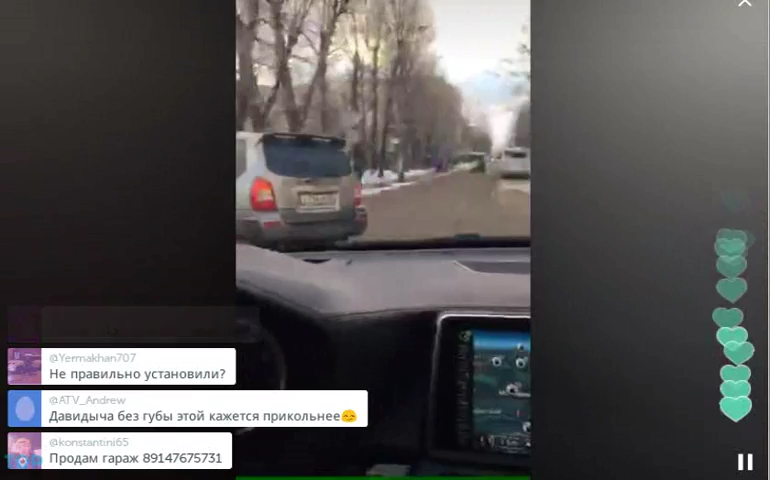 @Yermakhan707
Не правильно установили?
@ATV_Andrew
Давидыча без губы этой кажется прикольнее😊
@konstantini65
Продам гараж 89147675731